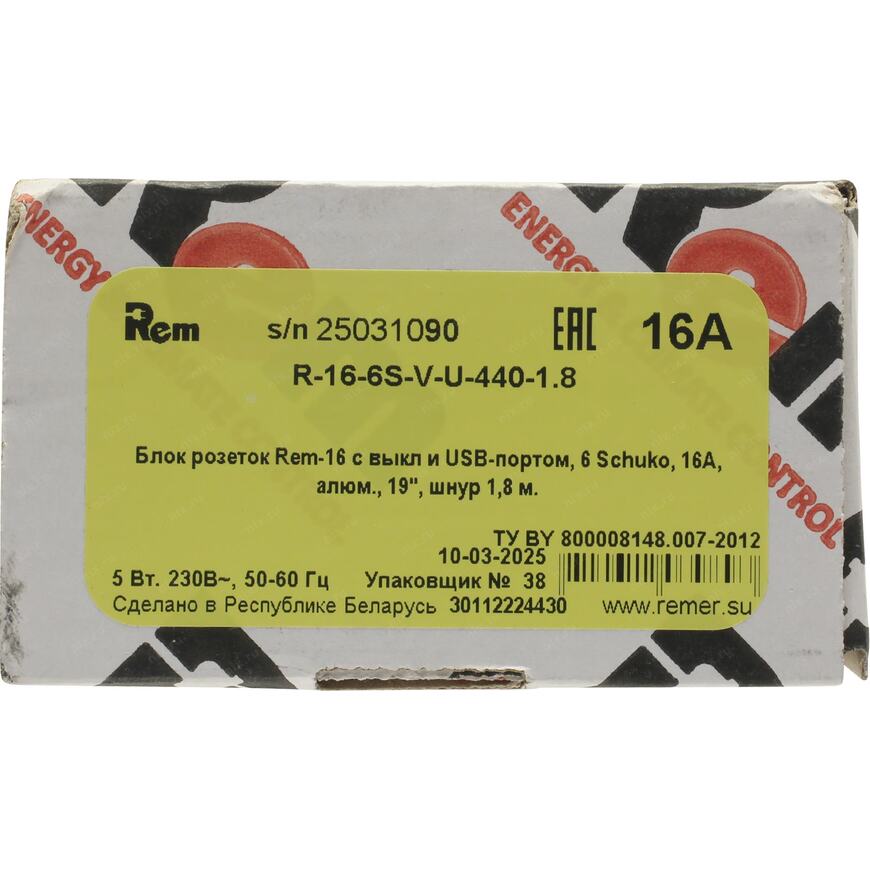 ENERGY
ENERGY &
CONTROL
Rem s/n 25031090 EAC 16A
R-16-6S-V-U-440-1.8
Блок розеток Rem-16 с выкл и USB-портом, 6 Schuko, 16А,
алюм., 19", шнур 1,8 м.
ТУ BY 800008148.007-2012
10-03-2025
5 Вт. 230В~, 50-60 Гц Упаковщик № 38
Сделано в Республике Беларусь 30112224430 www.remer.su